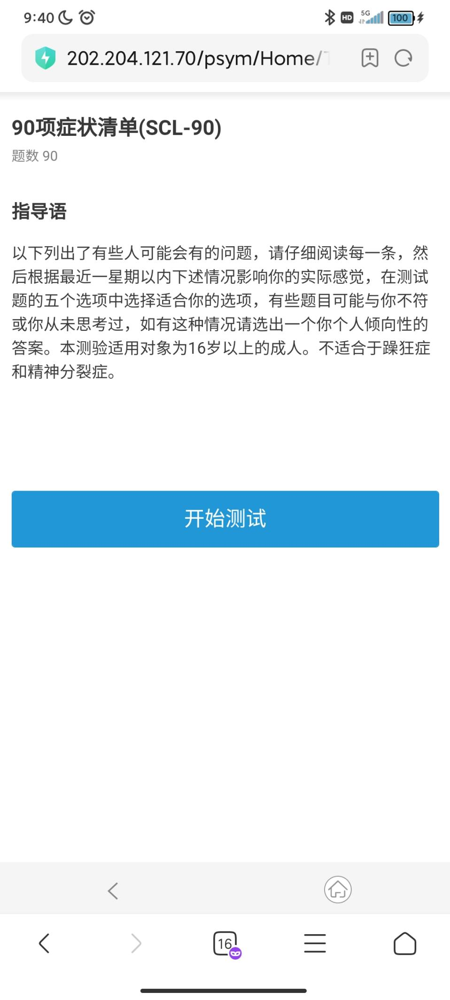 9:40 HD 5G 100
202.204.121.70/psym/Home/
90项症状清单(SCL-90)
题数 90
指导语
以下列出了有些人可能会有的问题，请仔细阅读每一条，然
后根据最近一星期以内下述情况影响你的实际感觉，在测试
题的五个选项中选择适合你的选项，有些题目可能与你不符
或你从未思考过，如有这种情况请选出一个你个人倾向性的
答案。本测验适用对象为16岁以上的成人。不适合于躁狂症
和精神分裂症。
开始测试
16